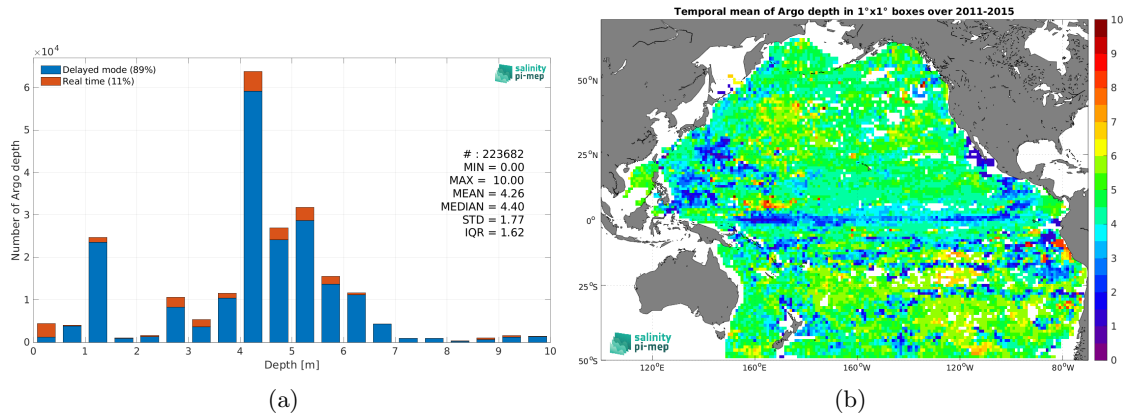 ×10⁴
Delayed mode (89%)
Real time (11%)
salinity
pi-mep
# : 223682
MIN = 0.00
MAX = 10.00
MEAN = 4.26
MEDIAN = 4.40
STD = 1.77
IQR = 1.62
Number of Argo depth
6
5
4
3
2
1
0
0 1 2 3 4 5 6 7 8 9 10
Depth [m]
(a)
Temporal mean of Argo depth in 1°x1° boxes over 2011-2015
50°N
25°N
0°
25°S
50°S
120°W
160°W
160°W
120°W
80°W
salinity
pi-mep
10
9
8
7
6
5
4
3
2
1
0
(b)